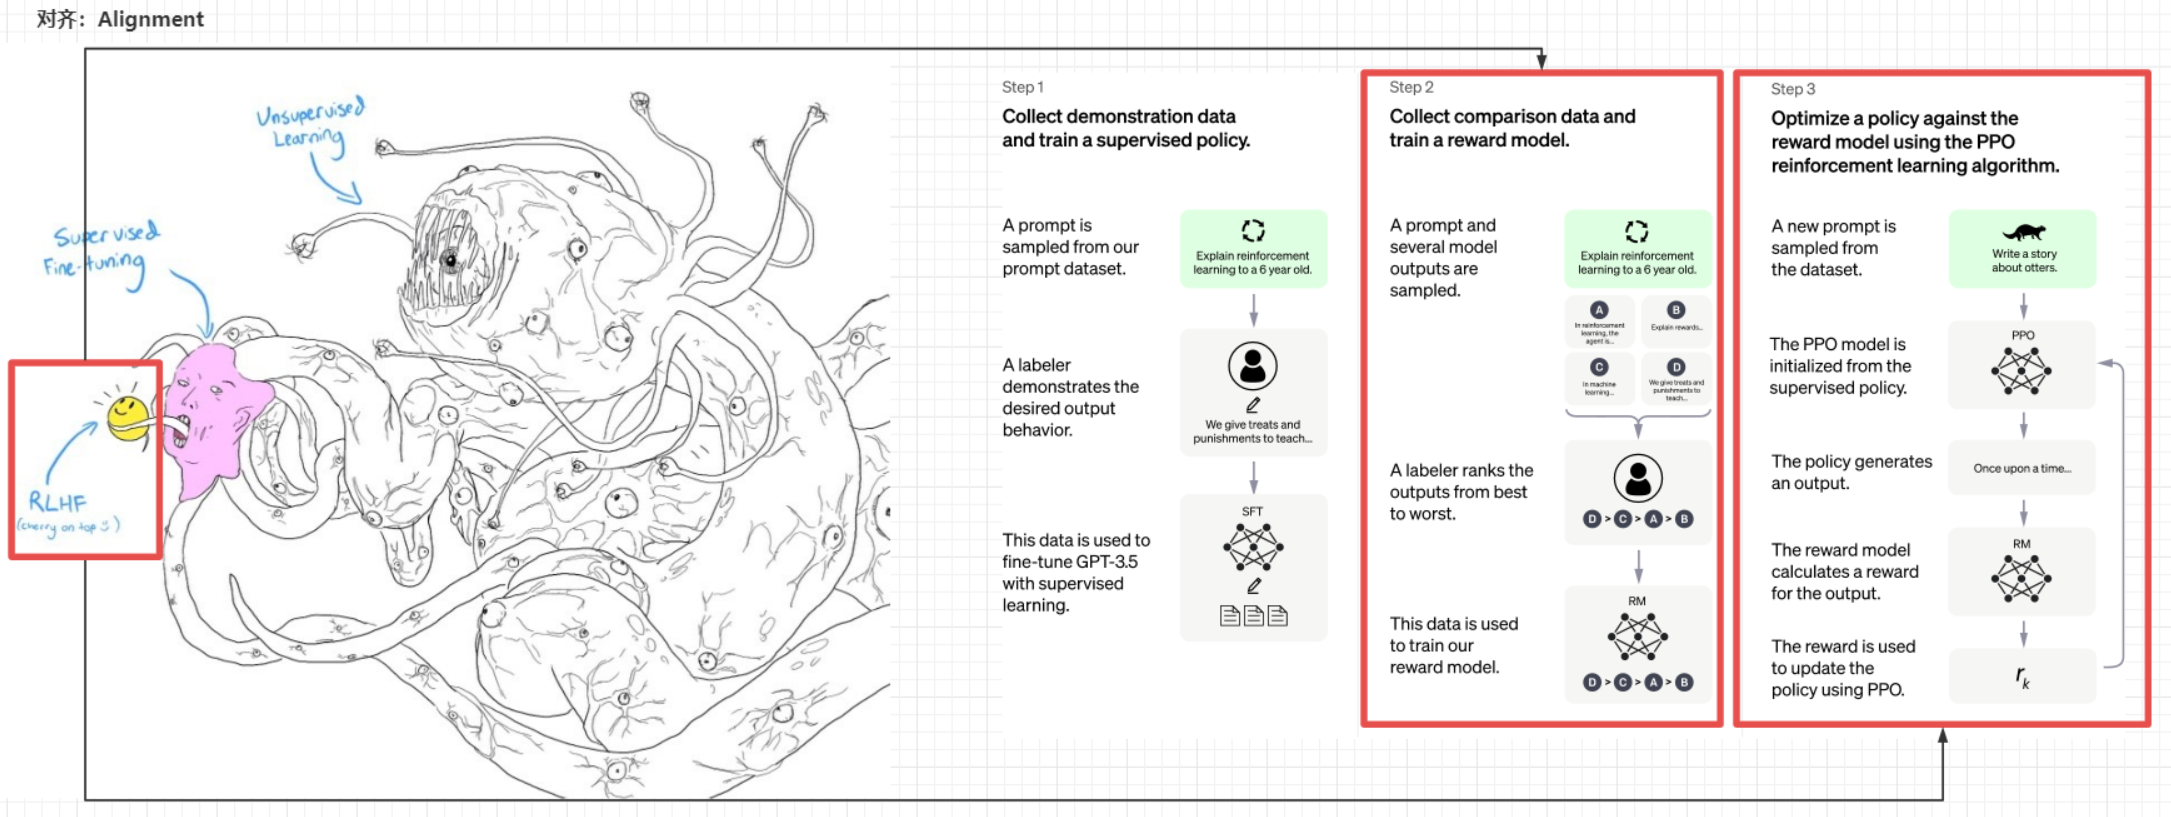 对齐：Alignment
Unsupervised
Learning
Supervised
Fine-tuning
RLHF
(cherry on top :))
Step 1
Collect demonstration data
and train a supervised policy.
A prompt is
sampled from our
prompt dataset.
Explain reinforcement
learning to a 6 year old.
A labeler
demonstrates the
desired output
behavior.
We give treats and
punishments to teach...
This data is used to
fine-tune GPT-3.5
with supervised
learning.
SFT
Step 2
Collect comparison data and
train a reward model.
A prompt and
several model
outputs are
sampled.
Explain reinforcement
learning to a 6 year old.
A
In reinforcement
learning, the
agent is...
B
Explain rewards...
C
In machine
learning...
D
We give treats and
punishments to
teach...
A labeler ranks the
outputs from best
to worst.
D > C > A > B
This data is used
to train our
reward model.
RM
D > C > A > B
Step 3
Optimize a policy against the
reward model using the PPO
reinforcement learning algorithm.
A new prompt is
sampled from
the dataset.
Write a story
about otters.
The PPO model is
initialized from the
supervised policy.
PPO
The policy generates
an output.
Once upon a time...
The reward model
calculates a reward
for the output.
RM
The reward is used
to update the
policy using PPO.
rk